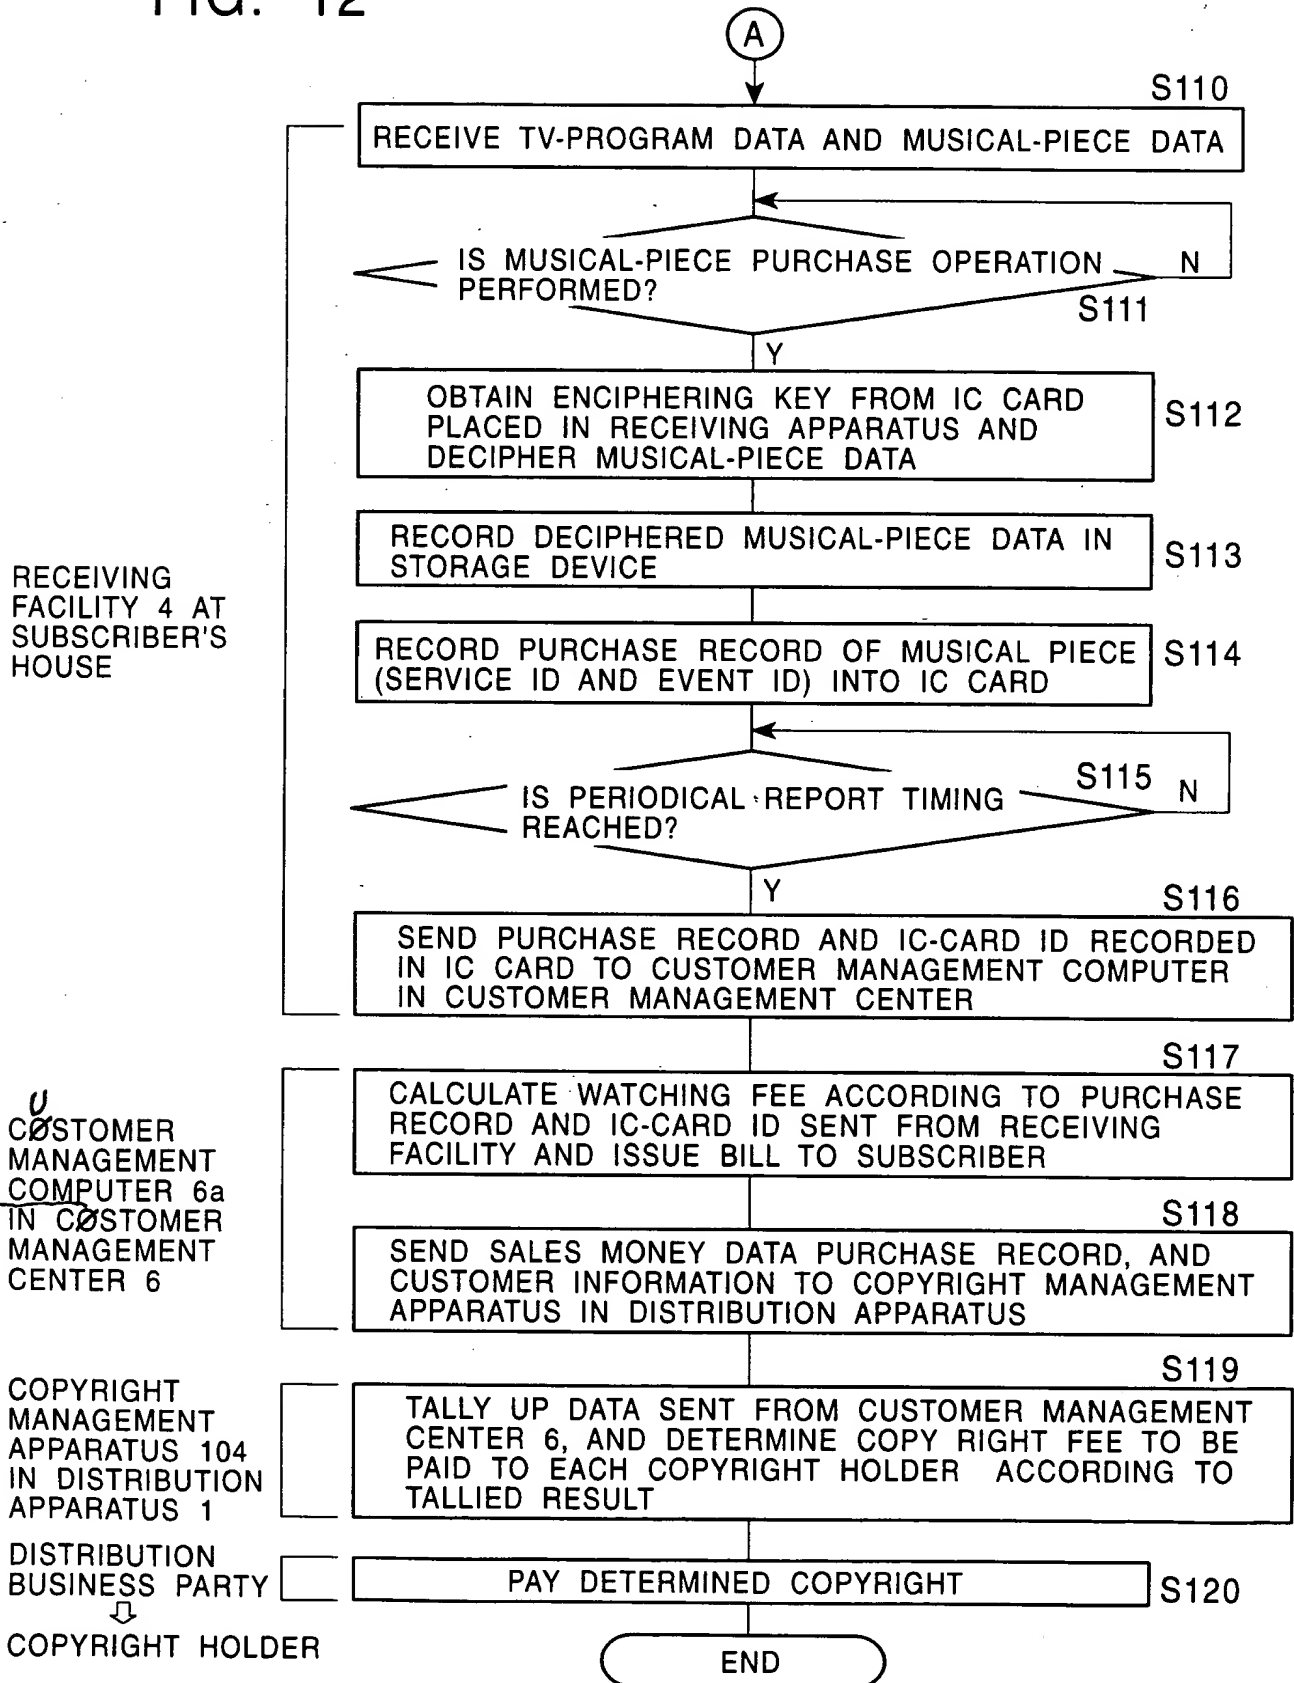 FIG. 12
A
S110
RECEIVE TV-PROGRAM DATA AND MUSICAL-PIECE DATA
IS MUSICAL-PIECE PURCHASE OPERATION
PERFORMED?
N
S111
Y
OBTAIN ENCIPHERING KEY FROM IC CARD
PLACED IN RECEIVING APPARATUS AND
DECIPHER MUSICAL-PIECE DATA
S112
RECORD DECIPHERED MUSICAL-PIECE DATA IN
STORAGE DEVICE
S113
RECEIVING
FACILITY 4 AT
SUBSCRIBER'S
HOUSE
RECORD PURCHASE RECORD OF MUSICAL PIECE
(SERVICE ID AND EVENT ID) INTO IC CARD
S114
S115
IS PERIODICAL REPORT TIMING
REACHED?
N
Y
S116
SEND PURCHASE RECORD AND IC-CARD ID RECORDED
IN IC CARD TO CUSTOMER MANAGEMENT COMPUTER
IN CUSTOMER MANAGEMENT CENTER
S117
CALCULATE WATCHING FEE ACCORDING TO PURCHASE
RECORD AND IC-CARD ID SENT FROM RECEIVING
FACILITY AND ISSUE BILL TO SUBSCRIBER
U
COSTOMER
MANAGEMENT
COMPUTER 6a
IN COSTOMER
MANAGEMENT
CENTER 6
S118
SEND SALES MONEY DATA PURCHASE RECORD, AND
CUSTOMER INFORMATION TO COPYRIGHT MANAGEMENT
APPARATUS IN DISTRIBUTION APPARATUS
S119
COPYRIGHT
MANAGEMENT
APPARATUS 104
IN DISTRIBUTION
APPARATUS 1
TALLY UP DATA SENT FROM CUSTOMER MANAGEMENT
CENTER 6, AND DETERMINE COPY RIGHT FEE TO BE
PAID TO EACH COPYRIGHT HOLDER ACCORDING TO
TALLIED RESULT
DISTRIBUTION
BUSINESS PARTY
⇩
COPYRIGHT HOLDER
PAY DETERMINED COPYRIGHT
S120
END